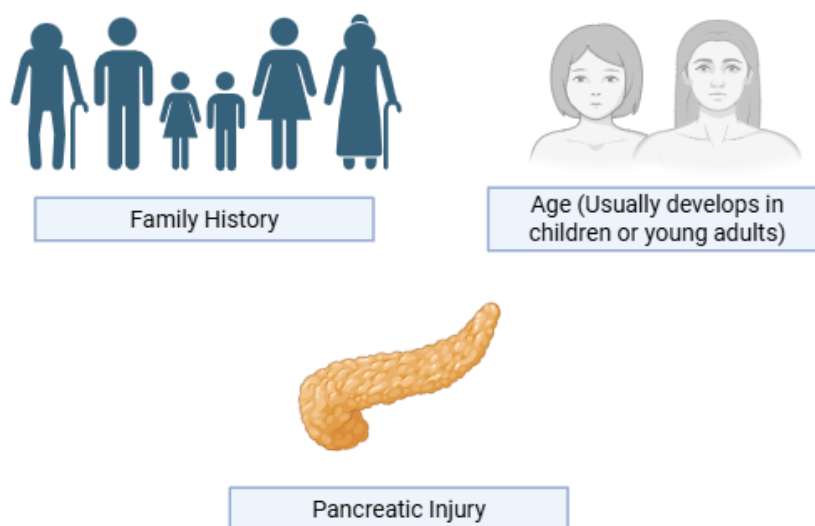 Family History
Age (Usually develops in
children or young adults)
Pancreatic Injury